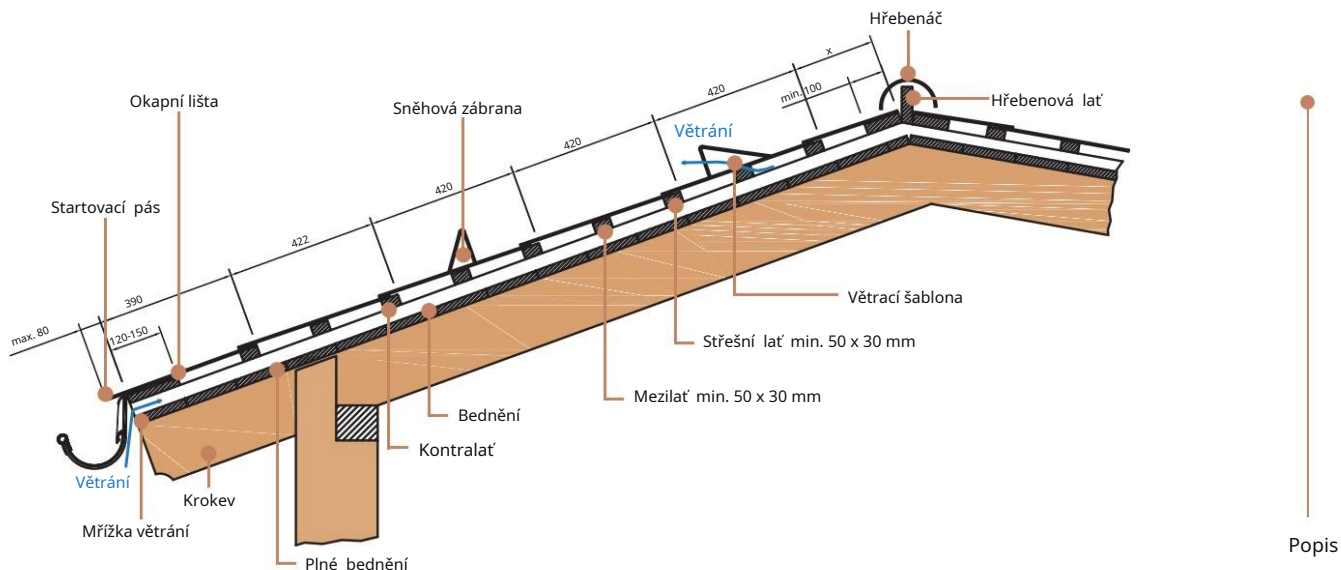 Hřebenáč
x
420
min. 100
Hřebenová lať
Okapní lišta
Sněhová zábrana
Větrání
420
420
Startovací pás
422
390
max. 80
120-150
Větrací šablona
Střešní lať min. 50 x 30 mm
Mezilať min. 50 x 30 mm
Bednění
Kontralať
Větrání
Krokev
Mřížka větrání
Plné bednění
Popis